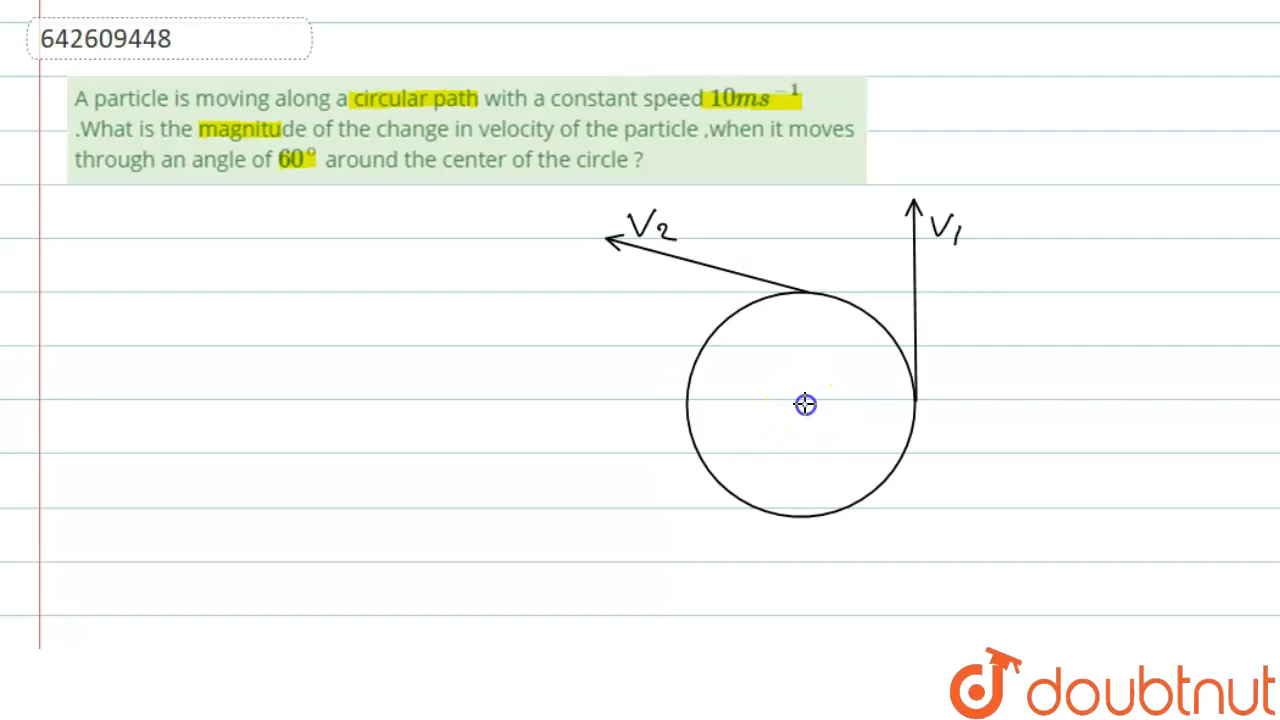 642609448
A particle is moving along a circular path with a constant speed 10ms⁻¹
.What is the magnitude of the change in velocity of the particle ,when it moves
through an angle of 60° around the center of the circle ?
V₂
V₁
doubtnut